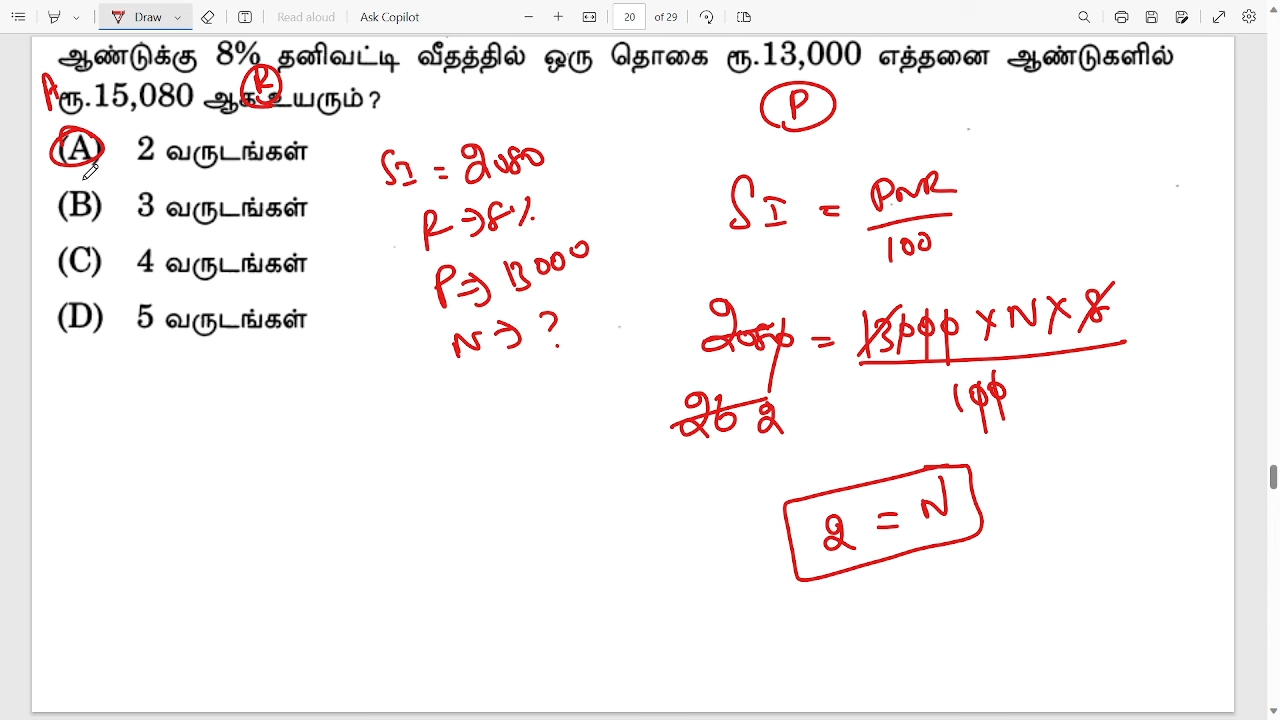 Draw
Read aloud
Ask Copilot
20 of 29
ஆண்டுக்கு 8% தனிவட்டி வீதத்தில் ஒரு தொகை ரூ.13,000 எத்தனை ஆண்டுகளில்
ரூ.15,080 ஆக உயரும்?
A
R
P
(A) 2 வருடங்கள்
(B) 3 வருடங்கள்
(C) 4 வருடங்கள்
(D) 5 வருடங்கள்
SI = 2080
R → 8%
P → 13000
N → ?
SI = PNR
100
2080 = 13000 × N × 8
100
26 2
2 = N